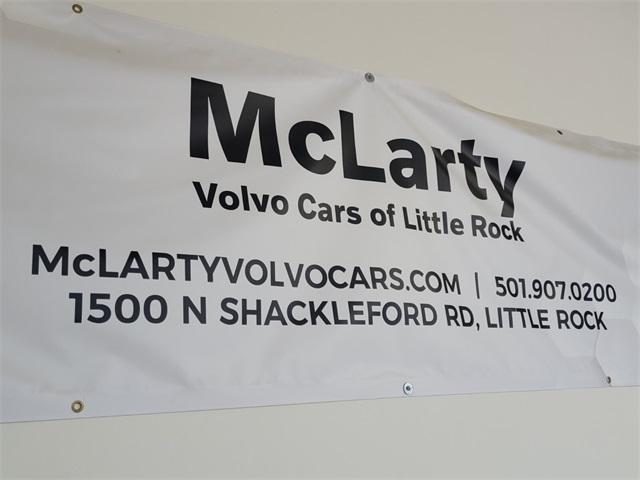 McLarty
Volvo Cars of Little Rock
McLARTYVOLVOCARS.COM | 501.907.0200
1500 N SHACKLEFORD RD, LITTLE ROCK